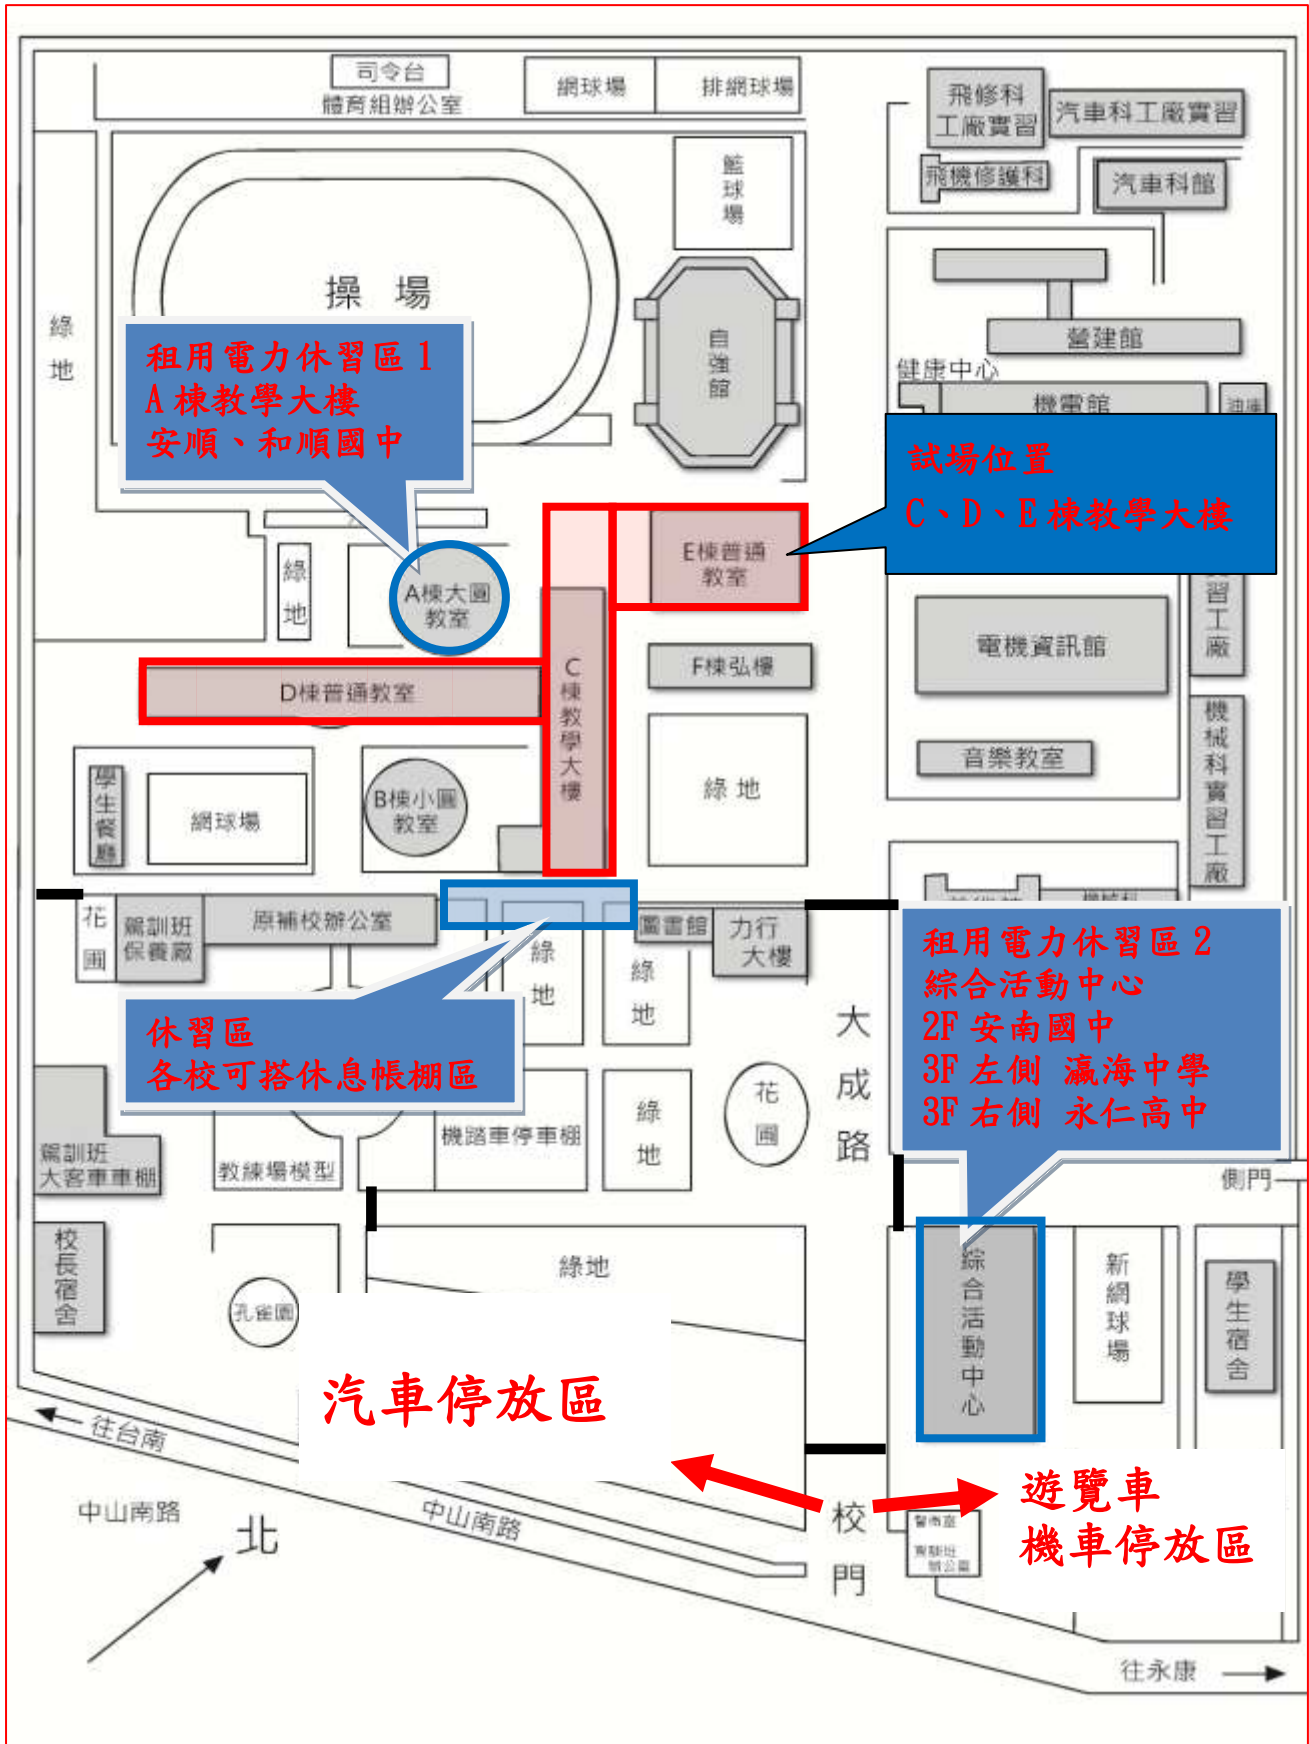 司令台
體育組辦公室
網球場
排網球場
飛修科
工廠實習
汽車科工廠實習
飛機修護科
汽車科館
籃球場
操場
綠地
自強館
營建館
健康中心
機電館
油庫
租用電力休習區 1
A 棟教學大樓
安順、和順國中
試場位置
C、D、E 棟教學大樓
綠地
A棟大圓
教室
E棟普通
教室
習工廠
電機資訊館
F棟弘樓
D棟普通教室
C棟教學大樓
機械科實習工廠
音樂教室
綠地
學生餐廳
網球場
B棟小圓
教室
花圃
駕訓班
保養廠
原補校辦公室
圖書館
力行
大樓
綠地
綠地
休習區
各校可搭休息帳棚區
租用電力休習區 2
綜合活動中心
2F 安南國中
3F 左側 瀛海中學
3F 右側 永仁高中
大成路
花圃
綠地
機踏車停車棚
教練場模型
駕訓班
大客車車棚
側門
校長宿舍
孔雀園
綠地
綜合活動中心
新網球場
學生宿舍
汽車停放區
往台南
中山南路
中山南路
北
校門
警衛室
駕駛班
辦公室
遊覽車
機車停放區
往永康